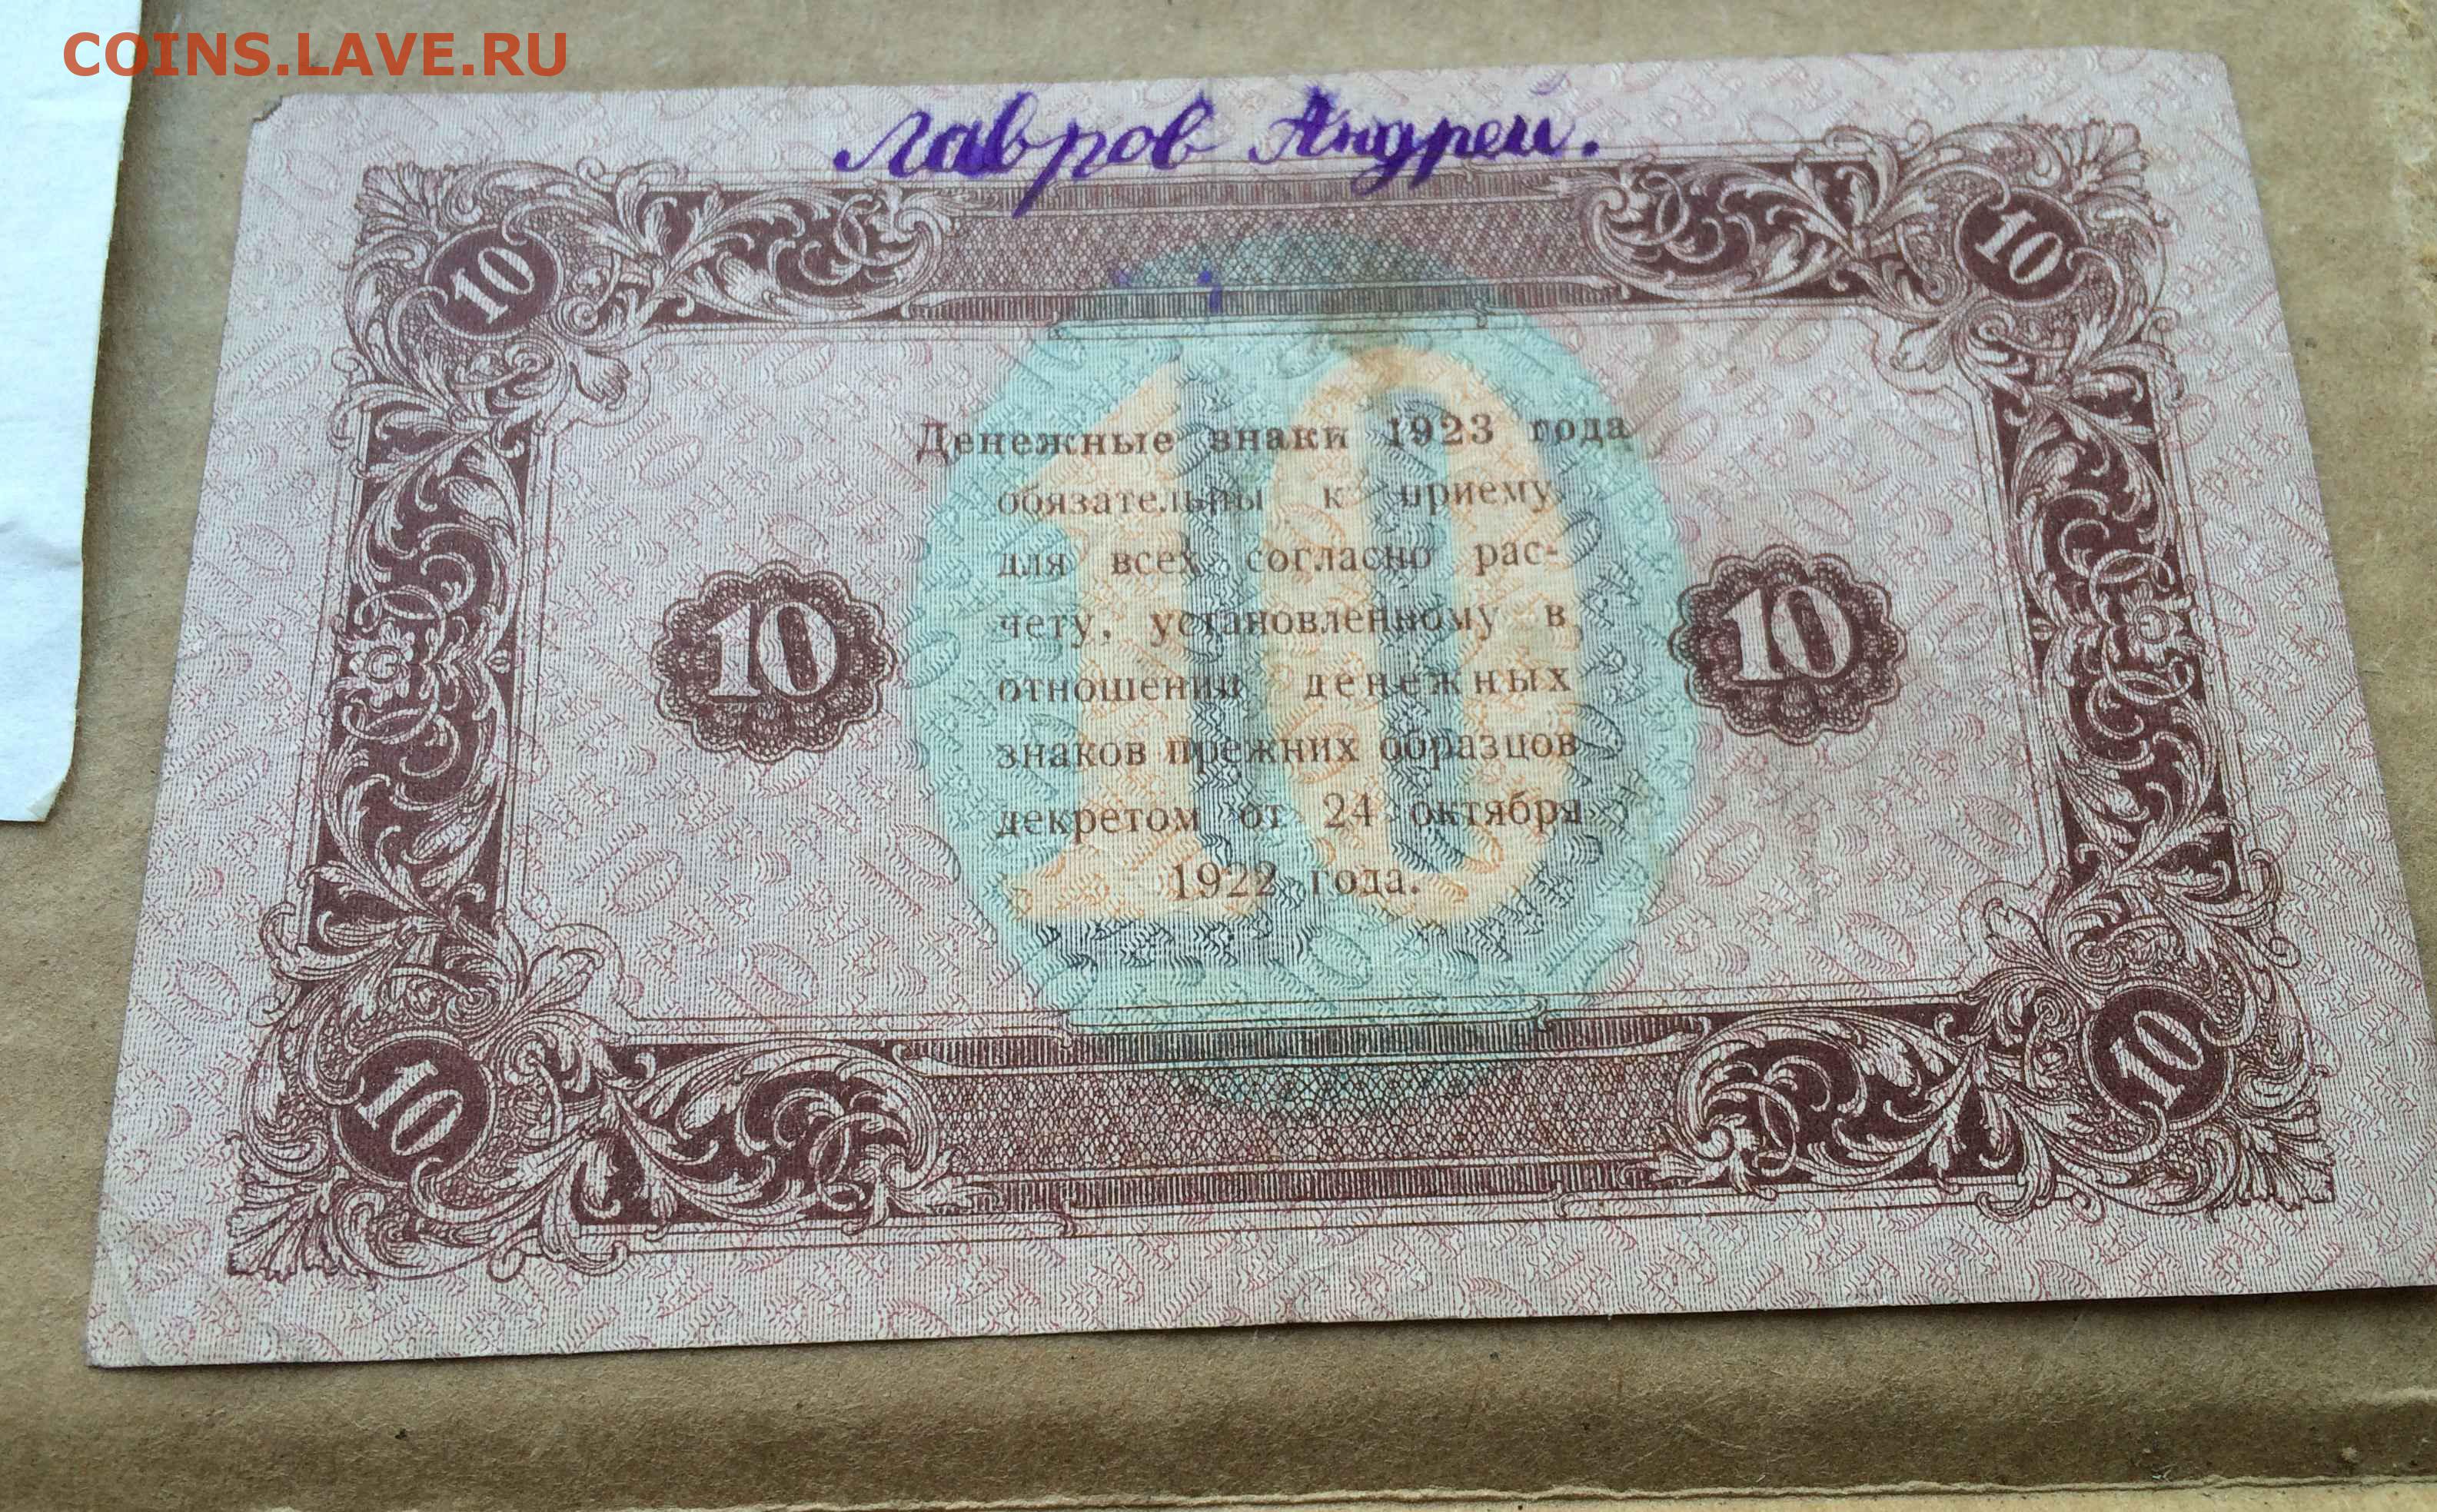 COINS.LAVE.RU
Лавров Андрей.
10 10
Денежные знаки 1923 года
обязательны к приему
для всех согласно рас-
чету, установленному в
отношении денежных
знаков прежних образцов
декретом от 24 октября
1922 года.
10 10 10
10 10